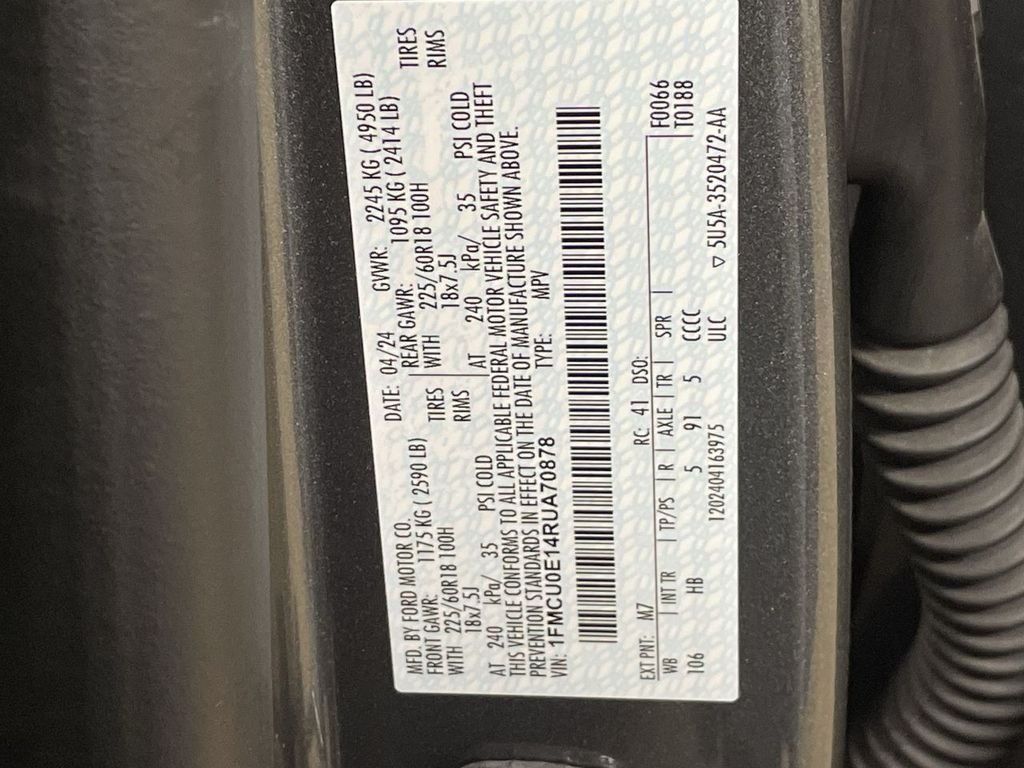 MFD. BY FORD MOTOR CO.
DATE: 04/24 GVWR: 2245 KG ( 4950 LB)
FRONT GAWR: 1175 KG ( 2590 LB) REAR GAWR: 1095 KG ( 2414 LB)
WITH 225/60R18 100H TIRES WITH 225/60R18 100H TIRES
18x7.5J RIMS 18x7.5J RIMS
AT 240 kPa/ 35 PSI COLD AT 240 kPa/ 35 PSI COLD
THIS VEHICLE CONFORMS TO ALL APPLICABLE FEDERAL MOTOR VEHICLE SAFETY AND THEFT
PREVENTION STANDARDS IN EFFECT ON THE DATE OF MANUFACTURE SHOWN ABOVE.
VIN: 1FMCU0E14RUA70878 TYPE: MPV
EXT PNT: M7 RC: 41 DSO: F0066
WB | INT TR | TP/PS | R | AXLE | TR | SPR | T0188
106 HB 5 91 5 CCCC
1202404163975 ULC ▽ 5U5A-3520472-AA